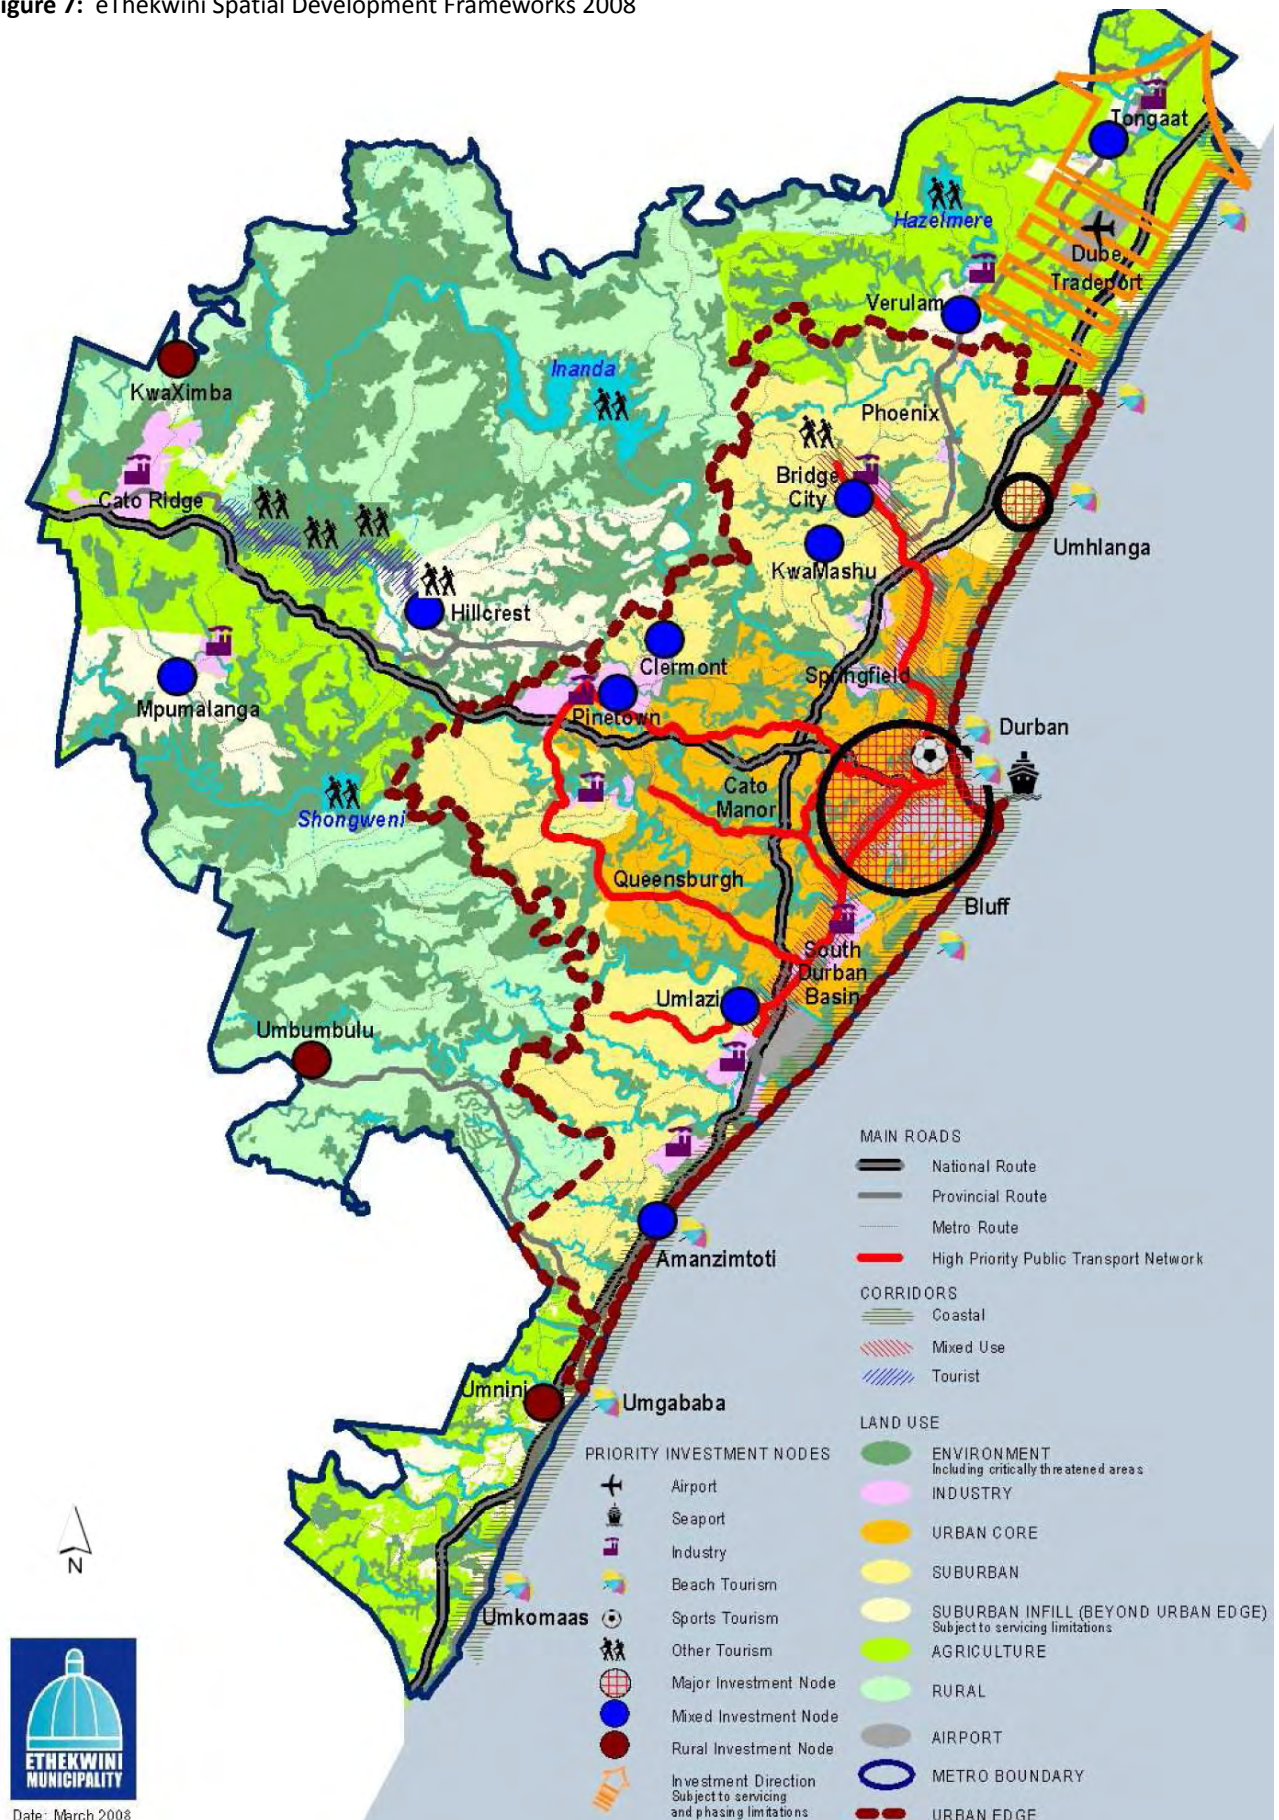 igure 7: eThekwini Spatial Development Frameworks 2008
Tongaat
Hazelmere
Dube
Tradeport
Verulam
Inanda
KwaXimba
Phoenix
Bridge
City
Cato Ridge
KwaMashu
Umhlanga
Hillcrest
Clermont
Springfield
Mpumalanga
Pinetown
Durban
Cato
Manor
Shongweni
Queensburgh
Bluff
South
Durban
Basin
Umlazi
Umbumbulu
Amanzimtoti
Umnini
Umgababa
Umkomaas
MAIN ROADS
National Route
Provincial Route
Metro Route
High Priority Public Transport Network
CORRIDORS
Coastal
Mixed Use
Tourist
PRIORITY INVESTMENT NODES
Airport
Seaport
Industry
Beach Tourism
Sports Tourism
Other Tourism
Major Investment Node
Mixed Investment Node
Rural Investment Node
Investment Direction
Subject to servicing
and phasing limitations
LAND USE
ENVIRONMENT
Including critically threatened areas
INDUSTRY
URBAN CORE
SUBURBAN
SUBURBAN INFILL (BEYOND URBAN EDGE)
Subject to servicing limitations
AGRICULTURE
RURAL
AIRPORT
METRO BOUNDARY
URBAN EDGE
N
ETHEKWINI
MUNICIPALITY
Date: March 2008